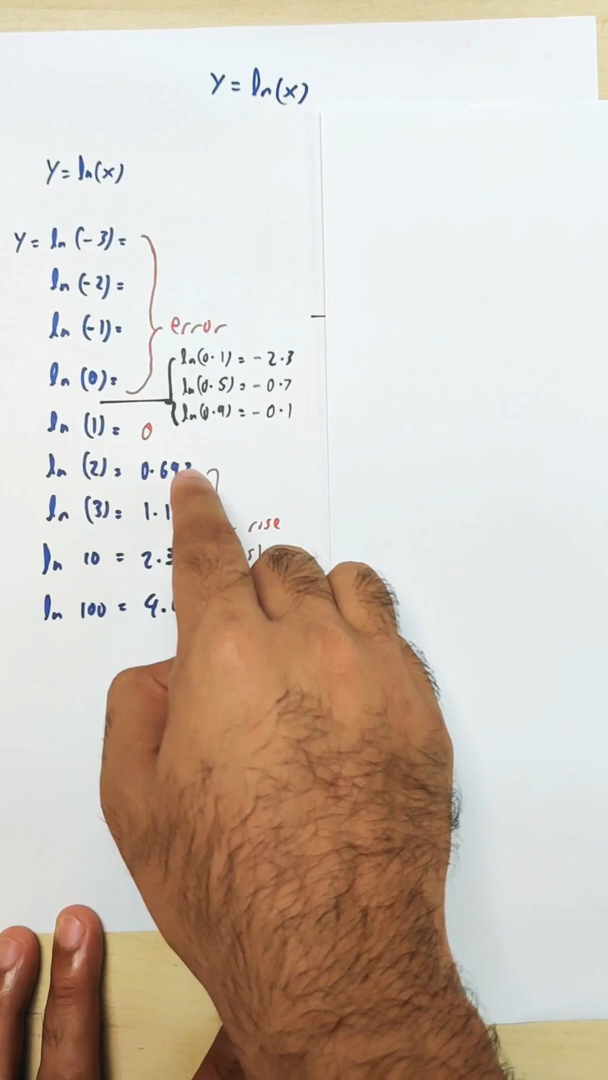 y = ln(x)
y = ln(x)
y = ln(-3) =
ln(-2) =
ln(-1) =
error
ln(0) =
ln(0.1) = -2.3
ln(0.5) = -0.7
ln(0.9) = -0.1
ln(1) = 0
ln(2) = 0.693
ln(3) = 1.1
rise
ln 10 = 2.3
ln 100 = 4.